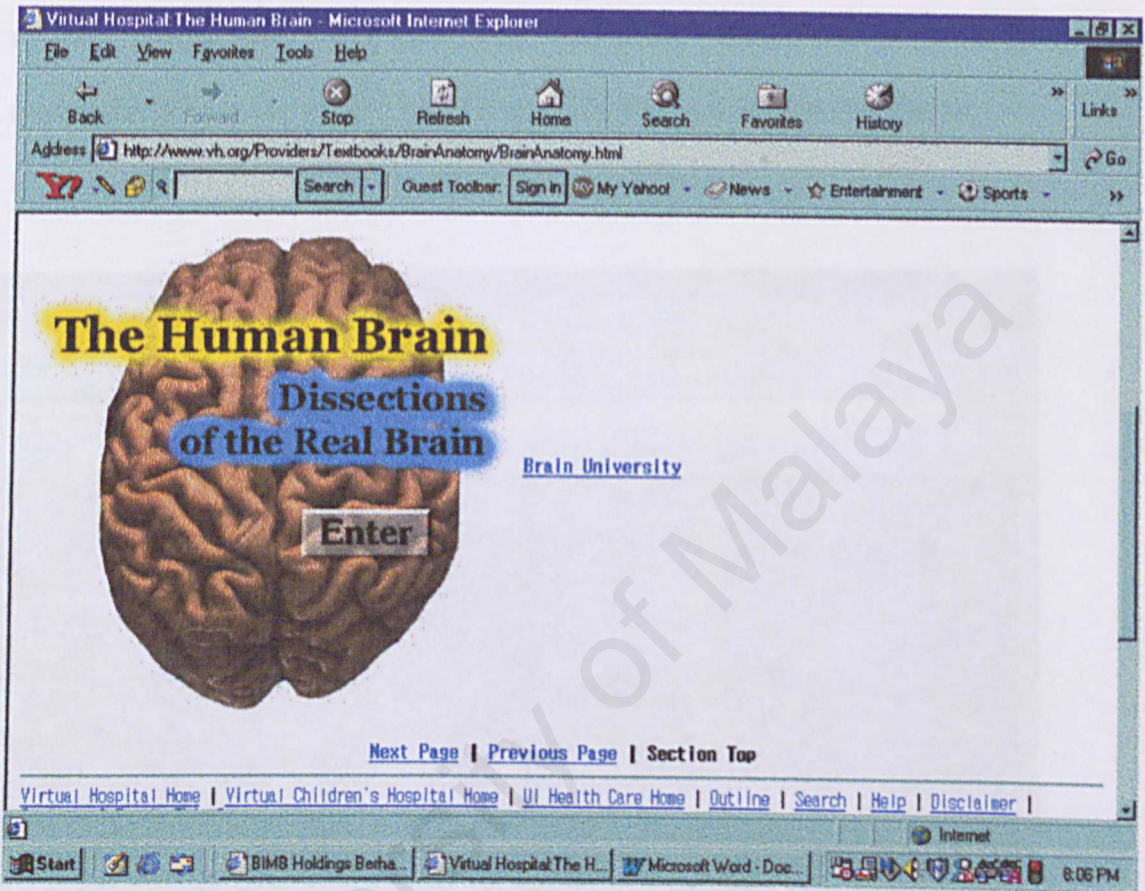 Virtual Hospital: The Human Brain - Microsoft Internet Explorer
File Edit View Favorites Tools Help
Back Forward Stop Refresh Home Search Favorites History » Links »
Address http://www.vh.org/Providers/Textbooks/BrainAnatomy/BrainAnatomy.html Go
Y? Search Guest Toolbar: Sign In My Yahoo! News Entertainment Sports »
The Human Brain
Dissections
of the Real Brain
Brain University
Enter
Next Page | Previous Page | Section Top
Virtual Hospital Home | Virtual Children's Hospital Home | UI Health Care Home | Outline | Search | Help | Disclaimer |
Internet
Start BIMB Holdings Berha... Virtual Hospital: The H... Microsoft Word - Doc... 8:06 PM
University of Malaya